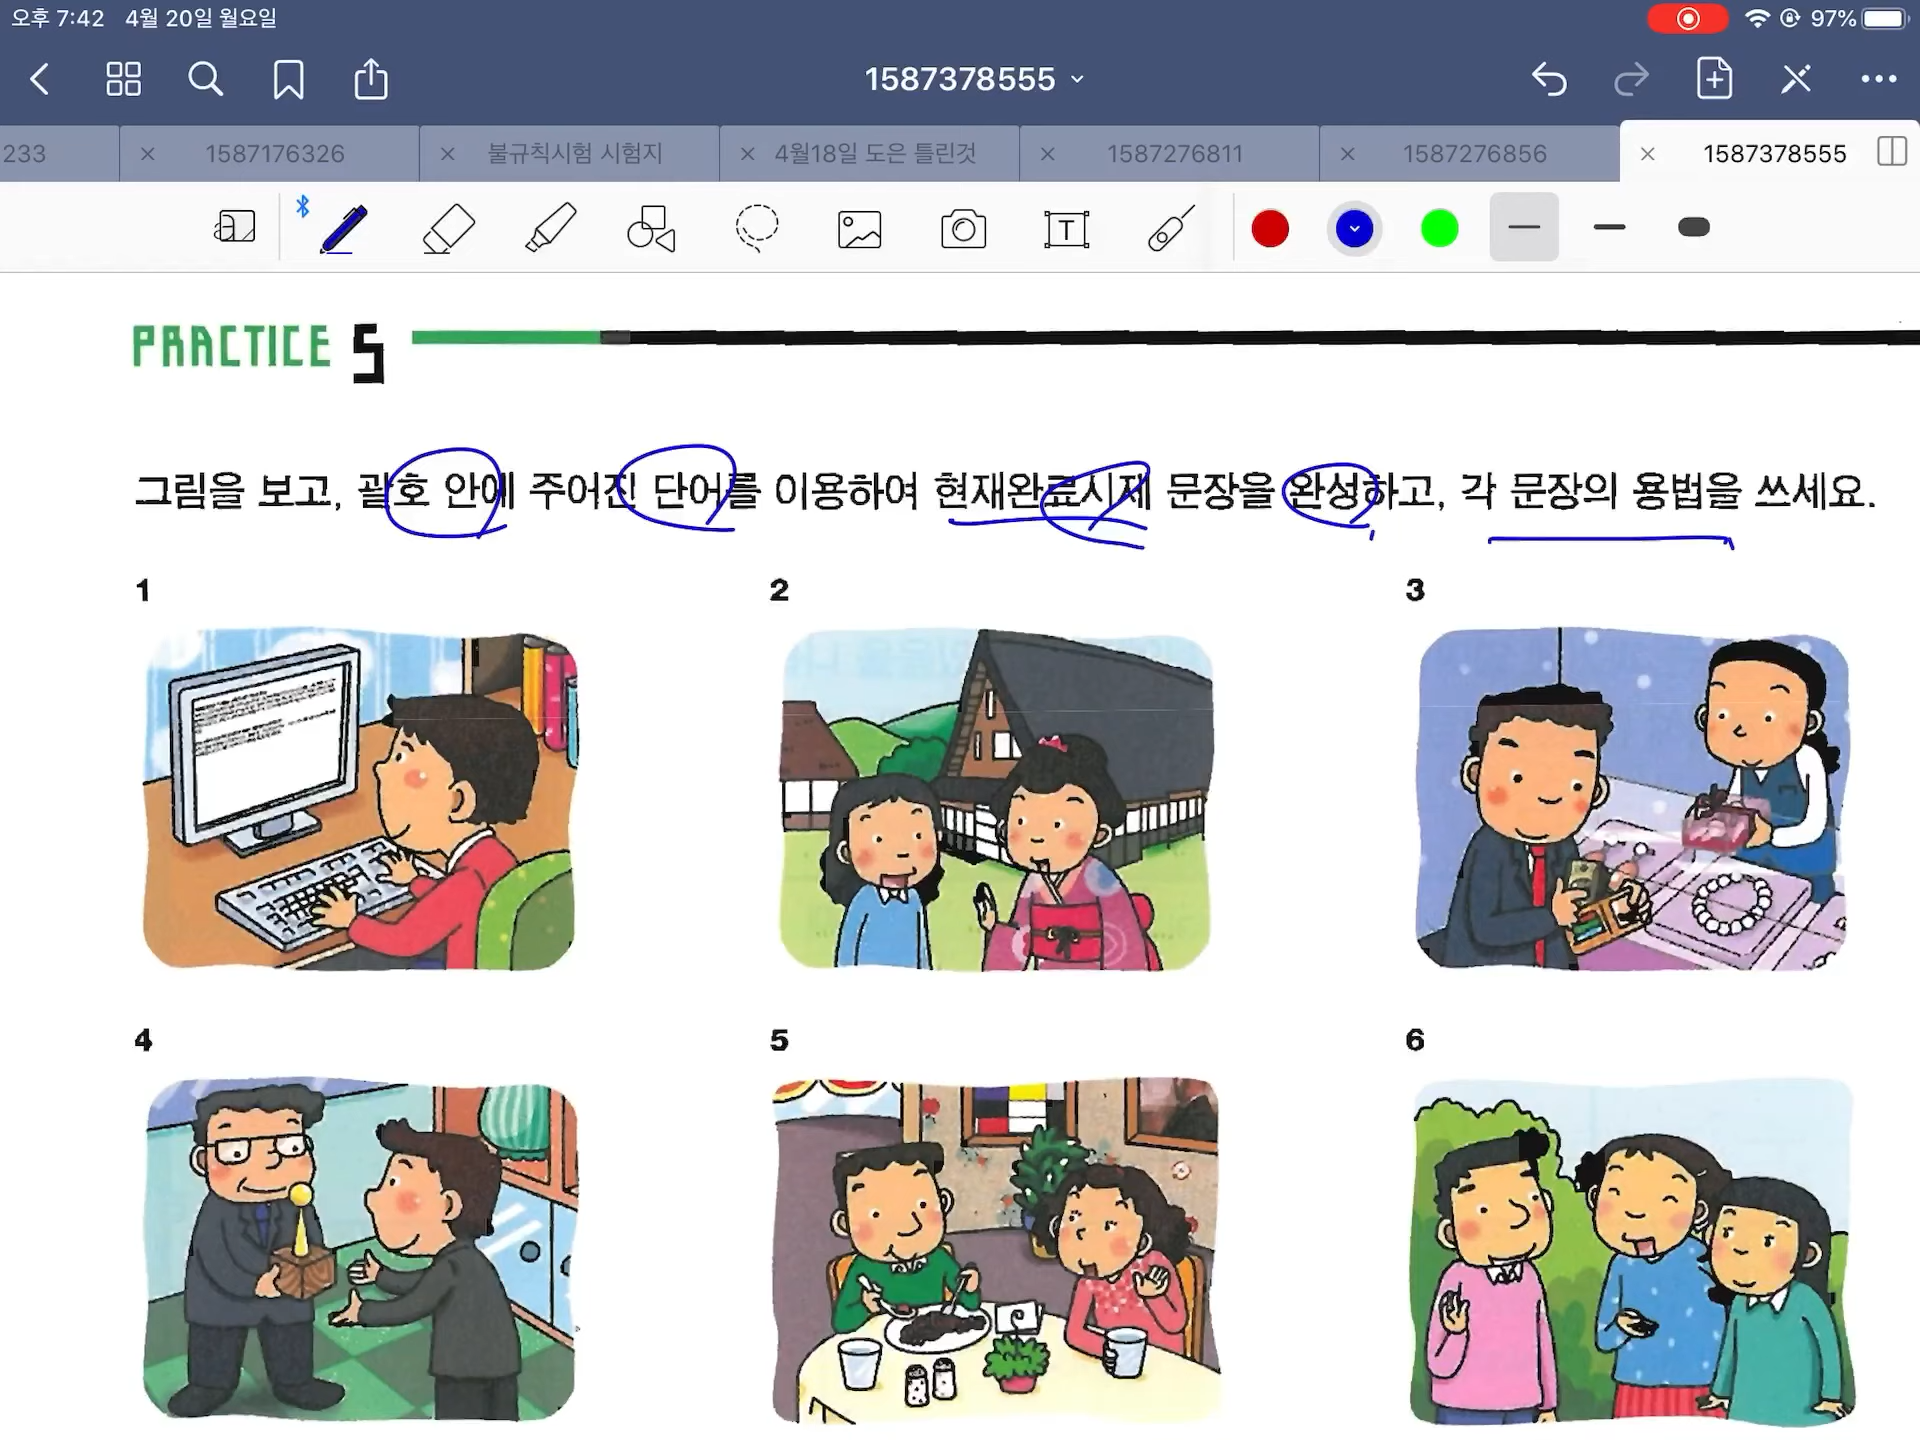 오후 7:42 4월 20일 월요일 97%
1587378555
233 1587176326 불규칙시험 시험지 4월18일 도은 틀린것 1587276811 1587276856 1587378555
PRACTICE 5
그림을 보고, 괄호 안에 주어진 단어를 이용하여 현재완료시제 문장을 완성하고, 각 문장의 용법을 쓰세요.
1 2 3
4 5 6